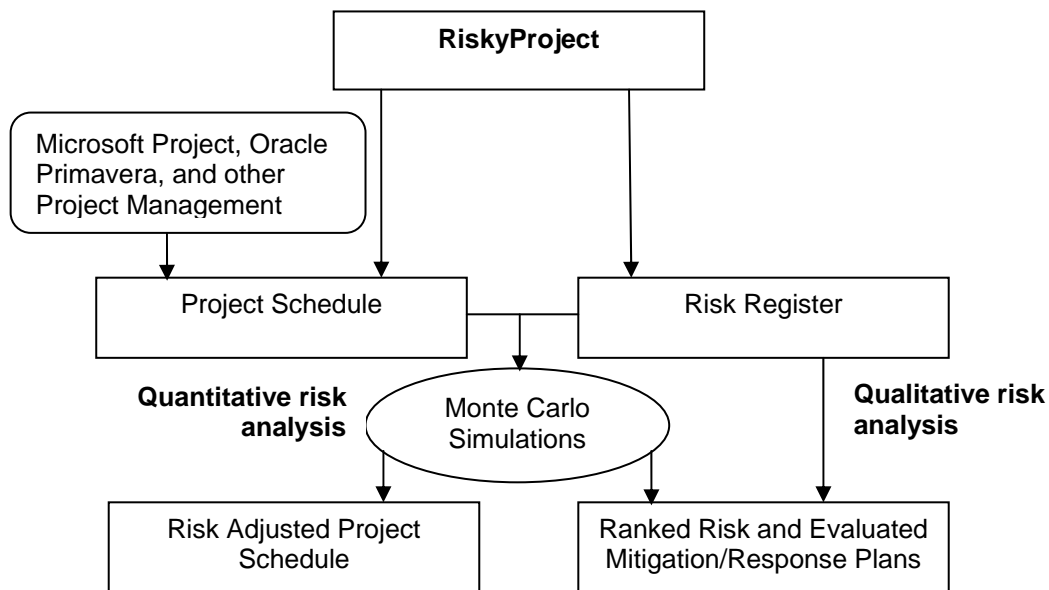 RiskyProject
Microsoft Project, Oracle
Primavera, and other
Project Management
Project Schedule
Risk Register
Quantitative risk
analysis
Monte Carlo
Simulations
Qualitative risk
analysis
Risk Adjusted Project
Schedule
Ranked Risk and Evaluated
Mitigation/Response Plans